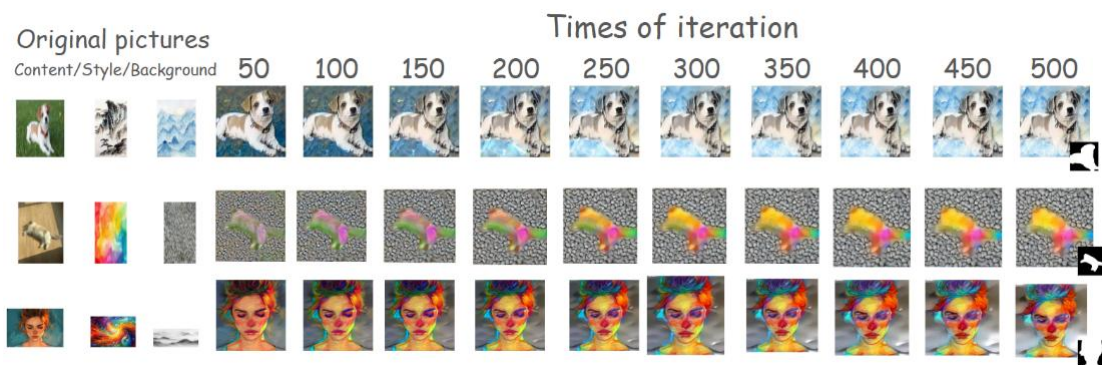 Times of iteration
Original pictures
Content/Style/Background 50 100 150 200 250 300 350 400 450 500